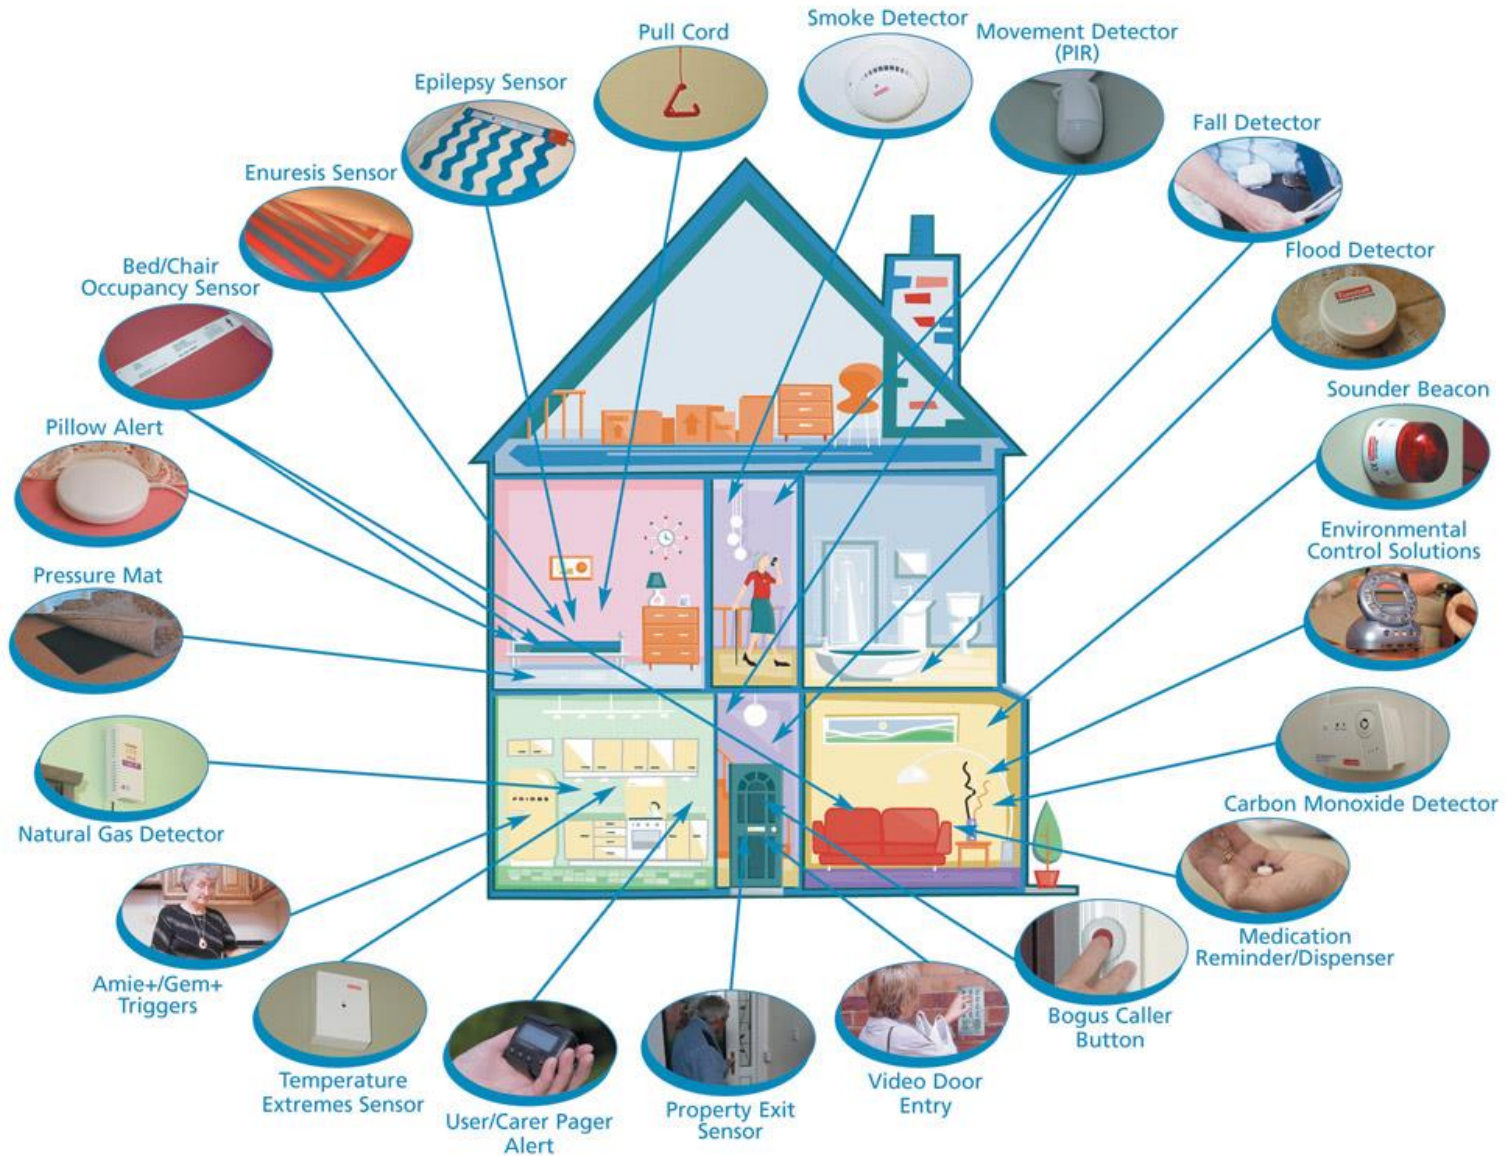 Smoke Detector
Pull Cord
Movement Detector
(PIR)
Epilepsy Sensor
Fall Detector
Enuresis Sensor
Flood Detector
Bed/Chair
Occupancy Sensor
Sounder Beacon
Pillow Alert
Environmental
Control Solutions
Pressure Mat
FRIDGE
Carbon Monoxide Detector
Natural Gas Detector
Medication
Reminder/Dispenser
Amie+/Gem+
Triggers
Bogus Caller
Button
Temperature
Extremes Sensor
Video Door
Entry
User/Carer Pager
Alert
Property Exit
Sensor